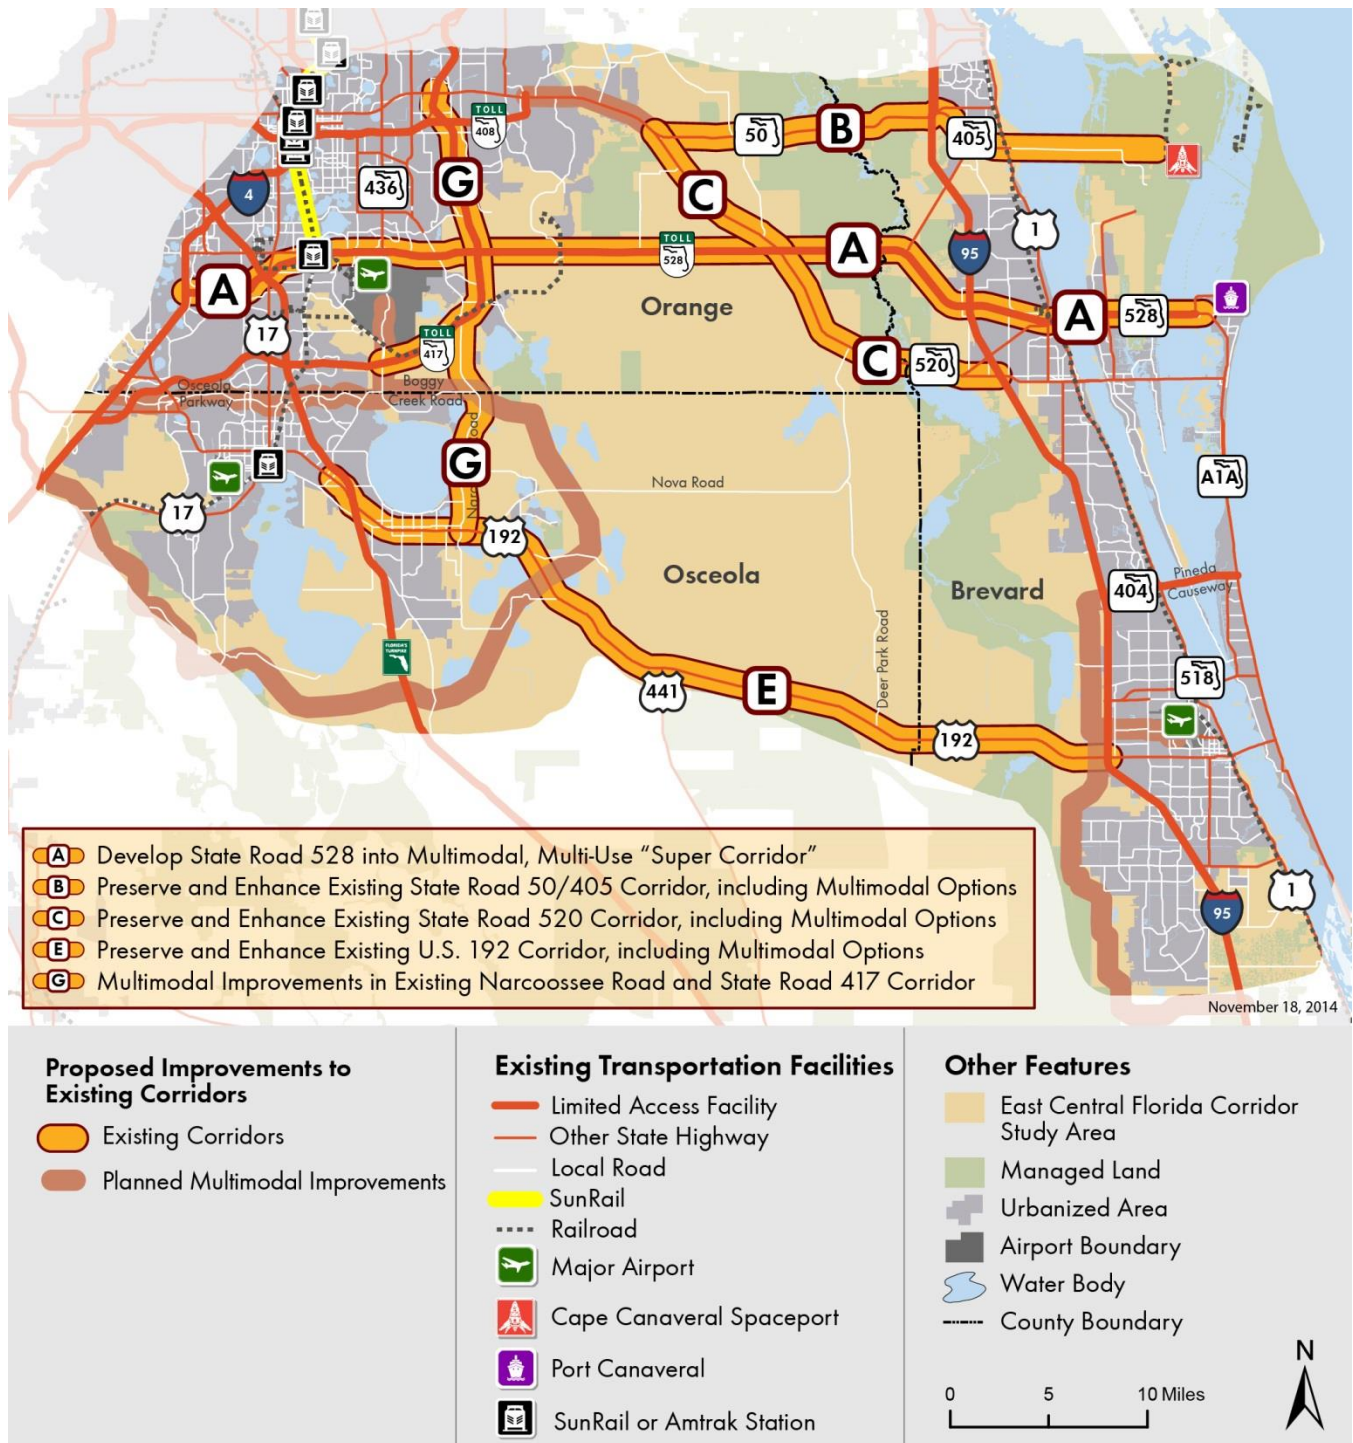 TOLL
408
50
B
405
G
436
4
C
1
TOLL
528
A
95
A
Orange
A
528
17
TOLL
417
C
520
Osceola
Parkway
Boggy
Creek Road
G
Nova Road
A1A
17
192
Osceola
Brevard
404
Pineda
Causeway
Deer Park Road
FLORIDA'S
TURNPIKE
441
E
518
192
1
95
A Develop State Road 528 into Multimodal, Multi-Use “Super Corridor”
B Preserve and Enhance Existing State Road 50/405 Corridor, including Multimodal Options
C Preserve and Enhance Existing State Road 520 Corridor, including Multimodal Options
E Preserve and Enhance Existing U.S. 192 Corridor, including Multimodal Options
G Multimodal Improvements in Existing Narcoossee Road and State Road 417 Corridor
November 18, 2014
Proposed Improvements to
Existing Corridors
Existing Corridors
Planned Multimodal Improvements
Existing Transportation Facilities
Limited Access Facility
Other State Highway
Local Road
SunRail
Railroad
Major Airport
Cape Canaveral Spaceport
Port Canaveral
SunRail or Amtrak Station
Other Features
East Central Florida Corridor
Study Area
Managed Land
Urbanized Area
Airport Boundary
Water Body
County Boundary
N
0 5 10 Miles